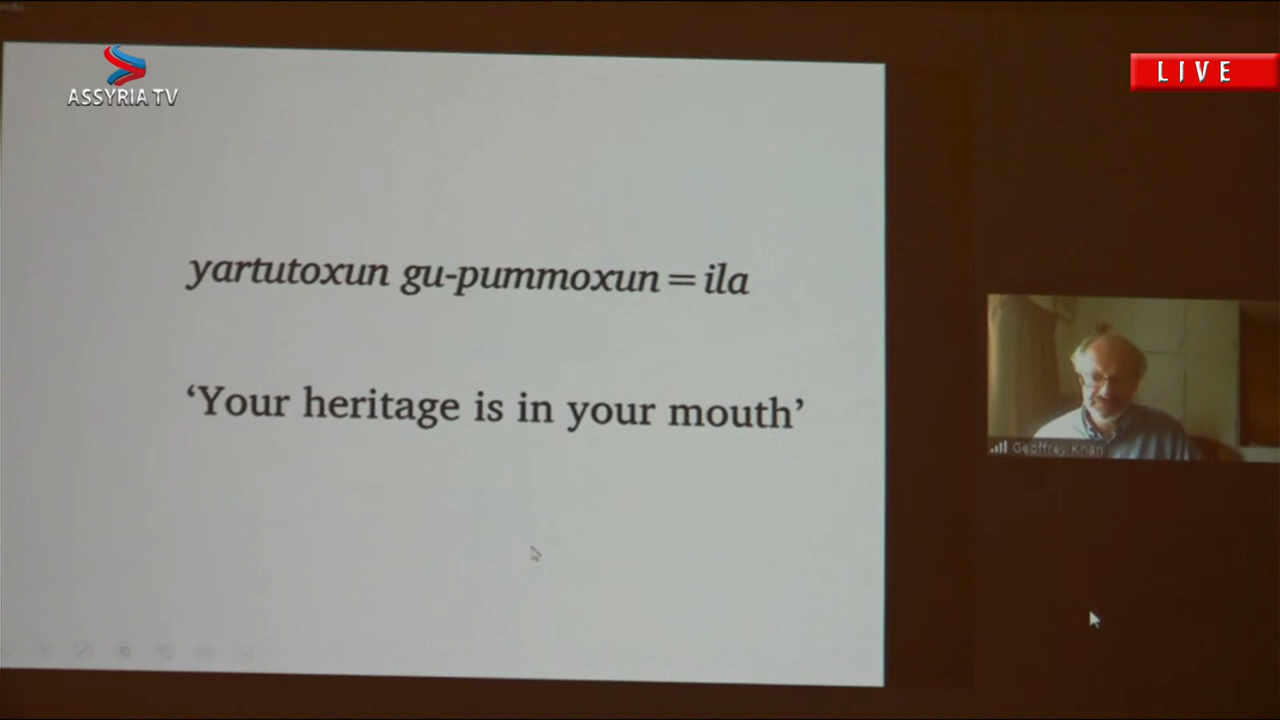 ASSYRIA TV
LIVE
yartutoxun gu-pummoxun=ila
‘Your heritage is in your mouth’
Geoffrey Khan